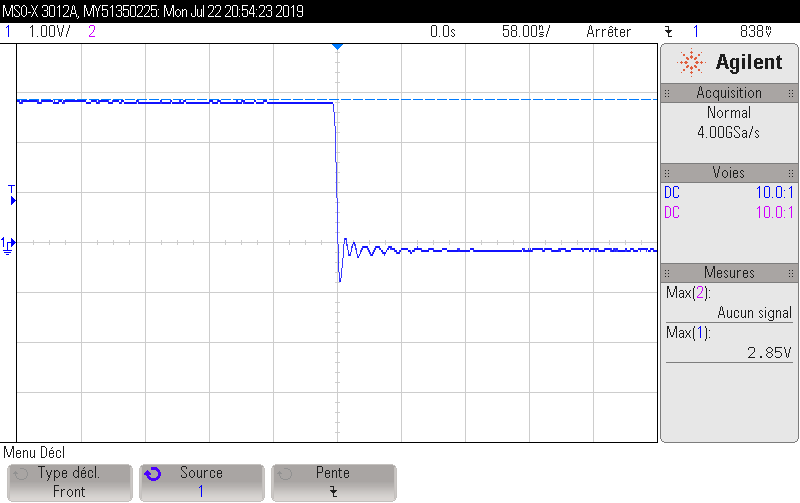 MSO-X 3012A, MY51350225: Mon Jul 22 20:54:23 2019
1 1.00V/ 2 0.0s 58.00ns/ Arrêter 1 838mV
Agilent
Acquisition
Normal
4.00GSa/s
Voies
DC 10.0:1
DC 10.0:1
T
1
Mesures
Max(2):
Aucun signal
Max(1):
2.85V
Menu Décl
Type décl.
Front
Source
1
Pente